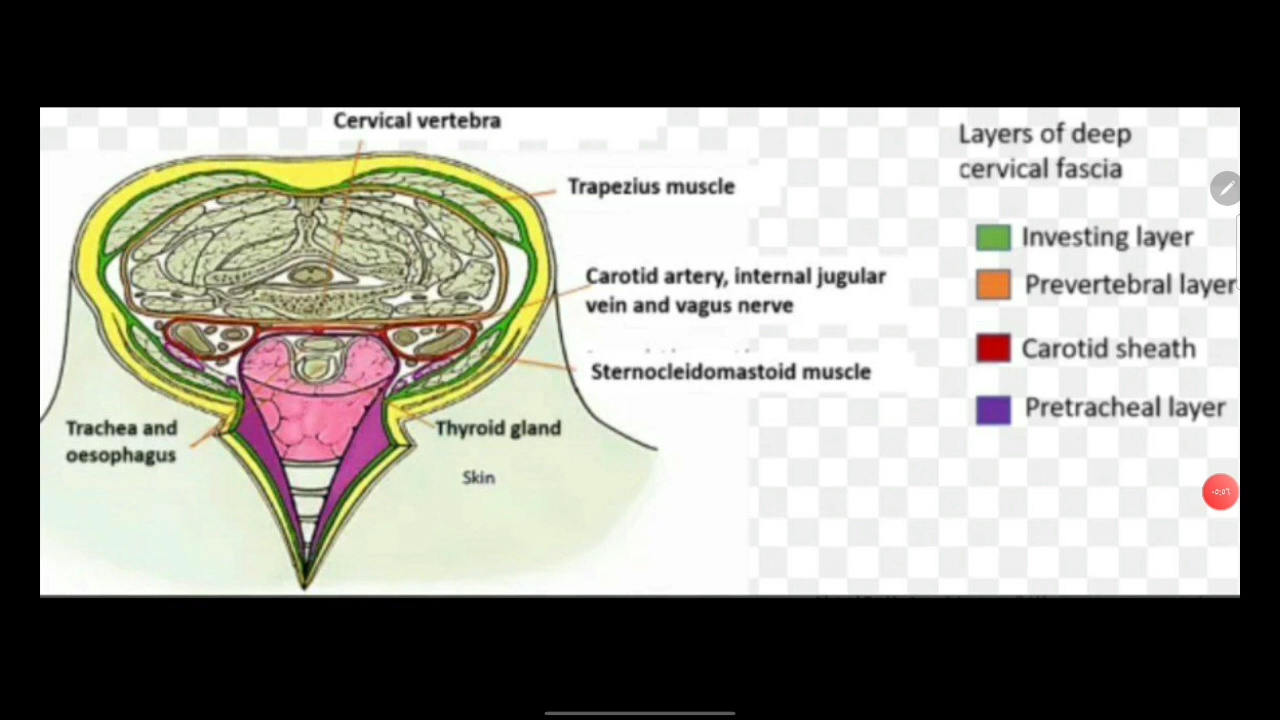 Cervical vertebra
Trapezius muscle
Carotid artery, internal jugular
vein and vagus nerve
Sternocleidomastoid muscle
Trachea and
oesophagus
Thyroid gland
Skin
Layers of deep
cervical fascia
Investing layer
Prevertebral layer
Carotid sheath
Pretracheal layer